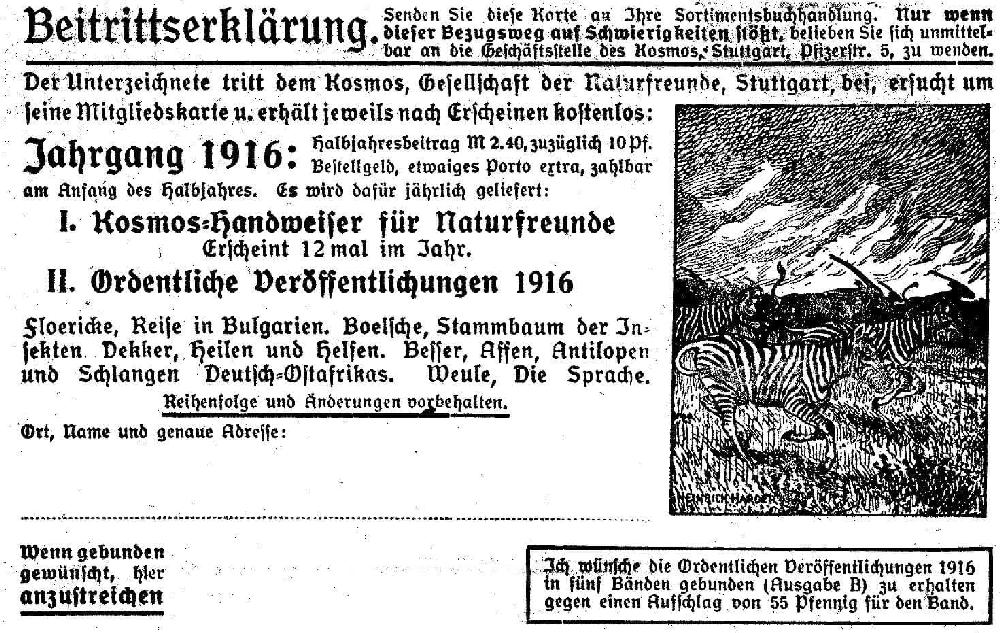 Beitrittserklärung.
Senden Sie diese Karte an Ihre Sortimentsbuchhandlung. Nur wenn
dieser Bezugsweg auf Schwierigkeiten stößt, belieben Sie sich unmittel-
bar an die Geschäftsstelle des Kosmos, Stuttgart, Pfizerstr. 5, zu wenden.
Der Unterzeichnete tritt dem Kosmos, Gesellschaft der Naturfreunde, Stuttgart, bei, ersucht um
seine Mitgliedskarte u. erhält jeweils nach Erscheinen kostenlos:
Jahrgang 1916:
Halbjahresbeitrag M 2.40, zuzüglich 10 Pf.
Bestellgeld, etwaiges Porto extra, zahlbar
am Anfang des Halbjahres. Es wird dafür jährlich geliefert:
I. Kosmos-Handweiser für Naturfreunde
Erscheint 12 mal im Jahr.
II. Ordentliche Veröffentlichungen 1916
Floericke, Reise in Bulgarien. Boelsche, Stammbaum der In-
sekten. Dekker, Heilen und Helfen. Besser, Affen, Antilopen
und Schlangen Deutsch-Ostafrikas. Weule, Die Sprache.
Reihenfolge und Änderungen vorbehalten.
Ort, Name und genaue Adresse:
HEINRICH HARDER
Wenn gebunden
gewünscht, hier
anzustreichen
Ich wünsche die Ordentlichen Veröffentlichungen 1916
in fünf Bänden gebunden (Ausgabe B) zu erhalten
gegen einen Aufschlag von 55 Pfennig für den Band.